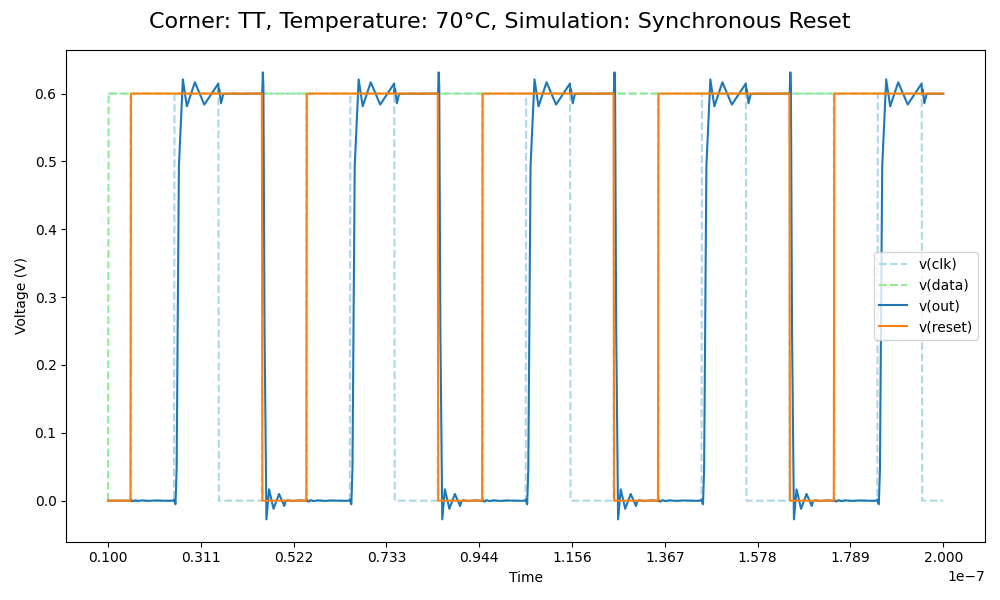 Corner: TT, Temperature: 70°C, Simulation: Synchronous Reset
Voltage (V)
0.6
0.5
0.4
0.3
0.2
0.1
0.0
v(clk)
v(data)
v(out)
v(reset)
0.100 0.311 0.522 0.733 0.944 1.156 1.367 1.578 1.789 2.000
Time
1e−7